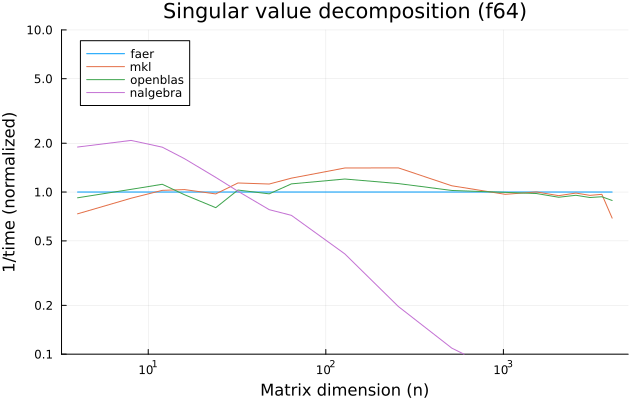 Singular value decomposition (f64)
10.0
5.0
2.0
1.0
0.5
0.2
0.1
1/time (normalized)
faer
mkl
openblas
nalgebra
10¹
10²
10³
Matrix dimension (n)